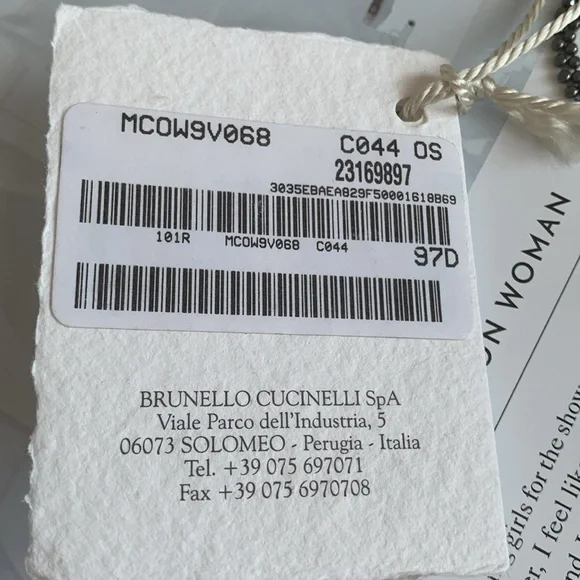 MCOW9V068 C044 OS
23169897
3035EBAEA829F50001618B69
101R MCOW9V068 C044
97D
BRUNELLO CUCINELLI SpA
Viale Parco dell'Industria, 5
06073 SOLOMEO - Perugia - Italia
Tel. +39 075 697071
Fax +39 075 6970708
ON WOMAN
girls for the show
r, I feel lik